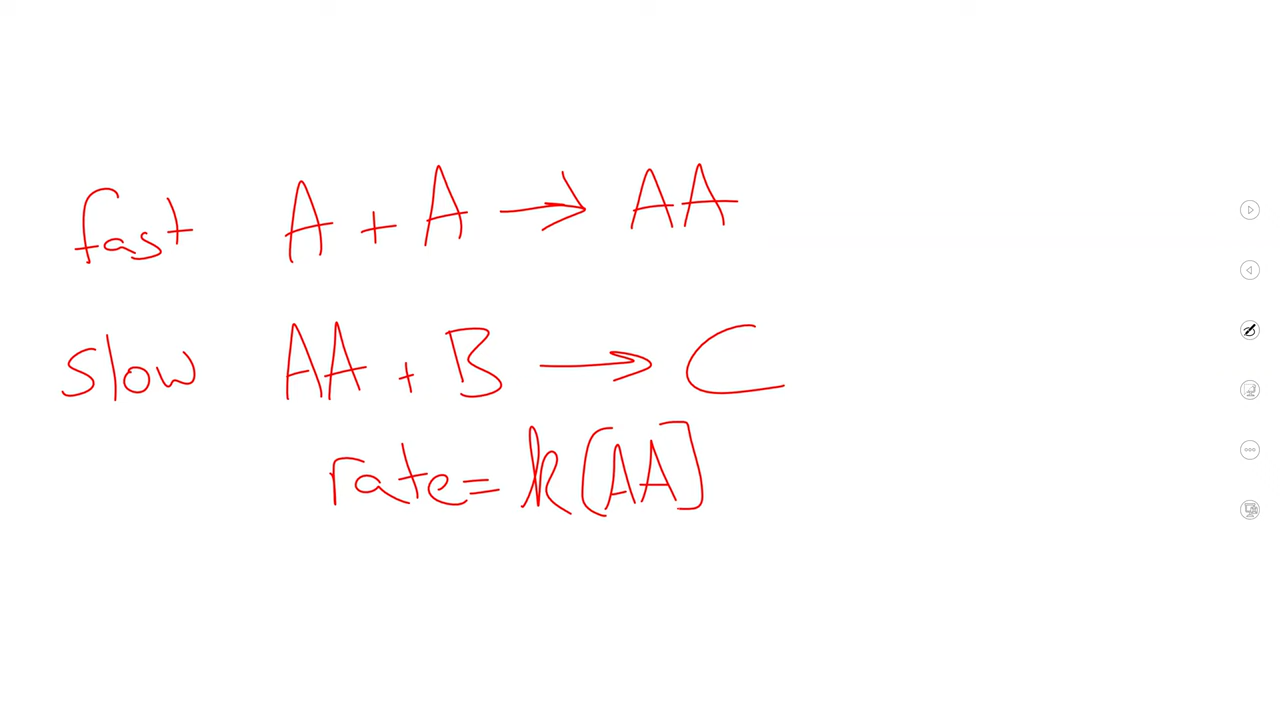 fast A + A → AA
slow AA + B → C
rate = k[AA]